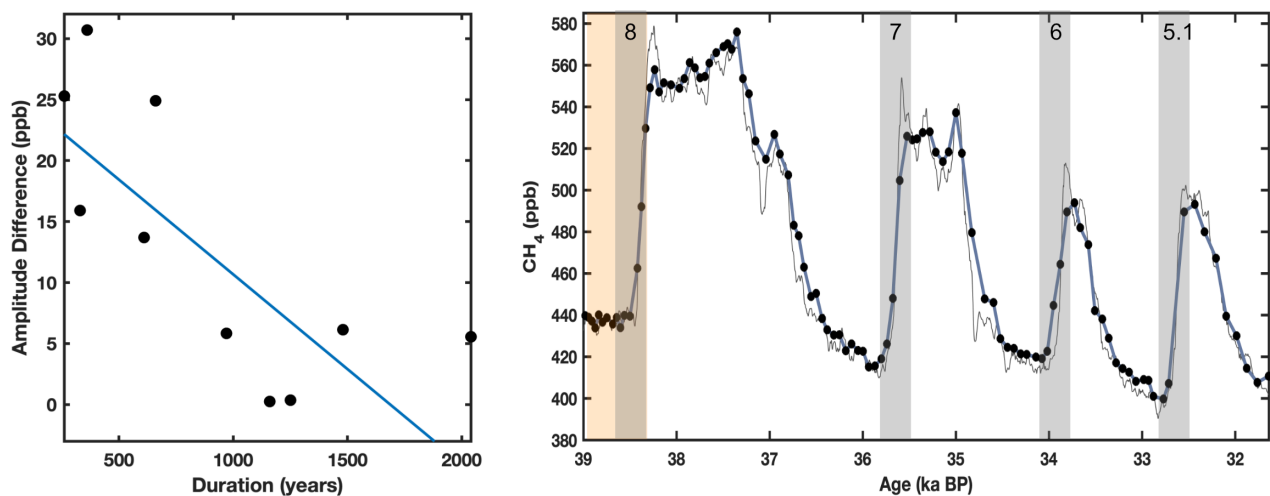 30
25
20
15
10
5
0
Amplitude Difference (ppb)
500 1000 1500 2000
Duration (years)
580
560
540
520
500
480
460
440
420
400
380
CH4 (ppb)
8 7 6 5.1
39 38 37 36 35 34 33 32
Age (ka BP)